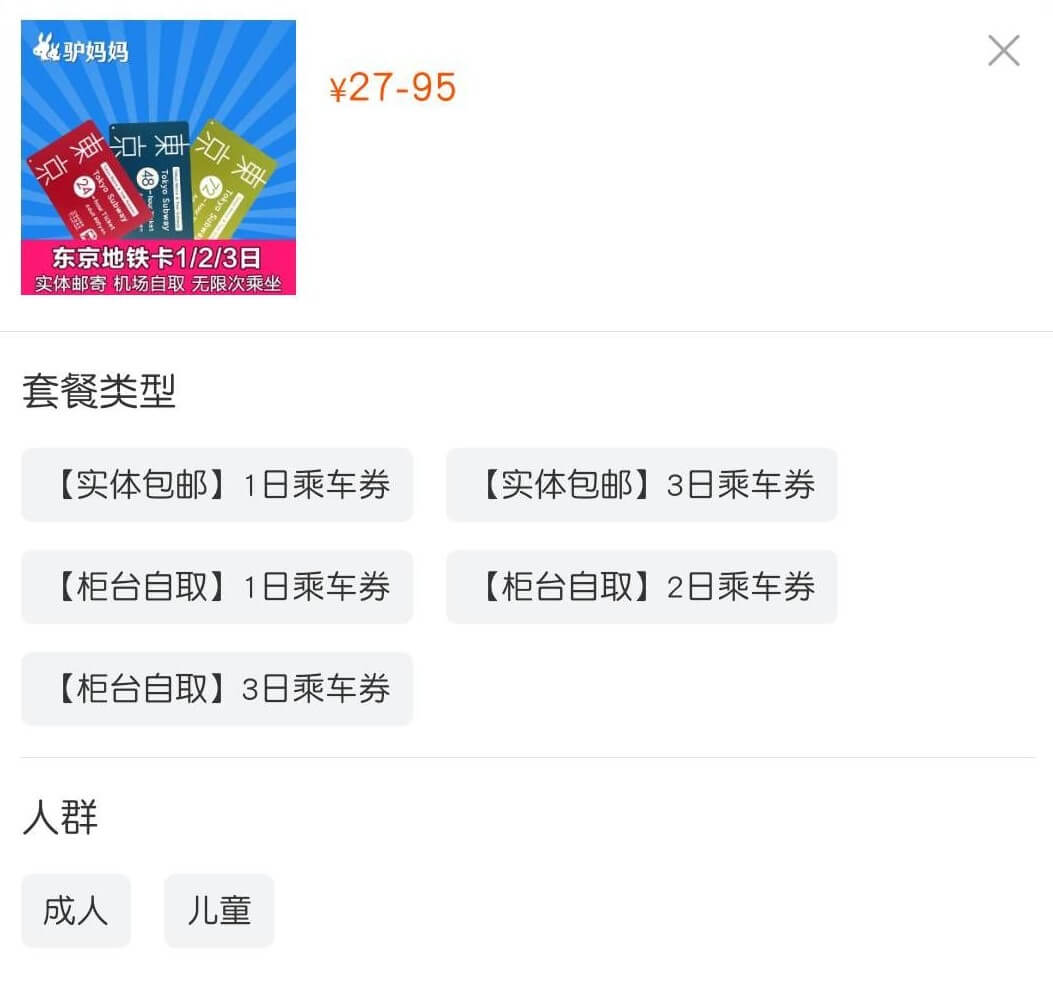 驴妈妈
¥27-95
東京
24-hour Ticket
Tokyo Subway
東京
48-hour Ticket
Tokyo Subway
東京
72
Tokyo Subway
东京地铁卡1/2/3日
实体邮寄 机场自取 无限次乘坐
套餐类型
【实体包邮】1日乘车券
【实体包邮】3日乘车券
【柜台自取】1日乘车券
【柜台自取】2日乘车券
【柜台自取】3日乘车券
人群
成人
儿童